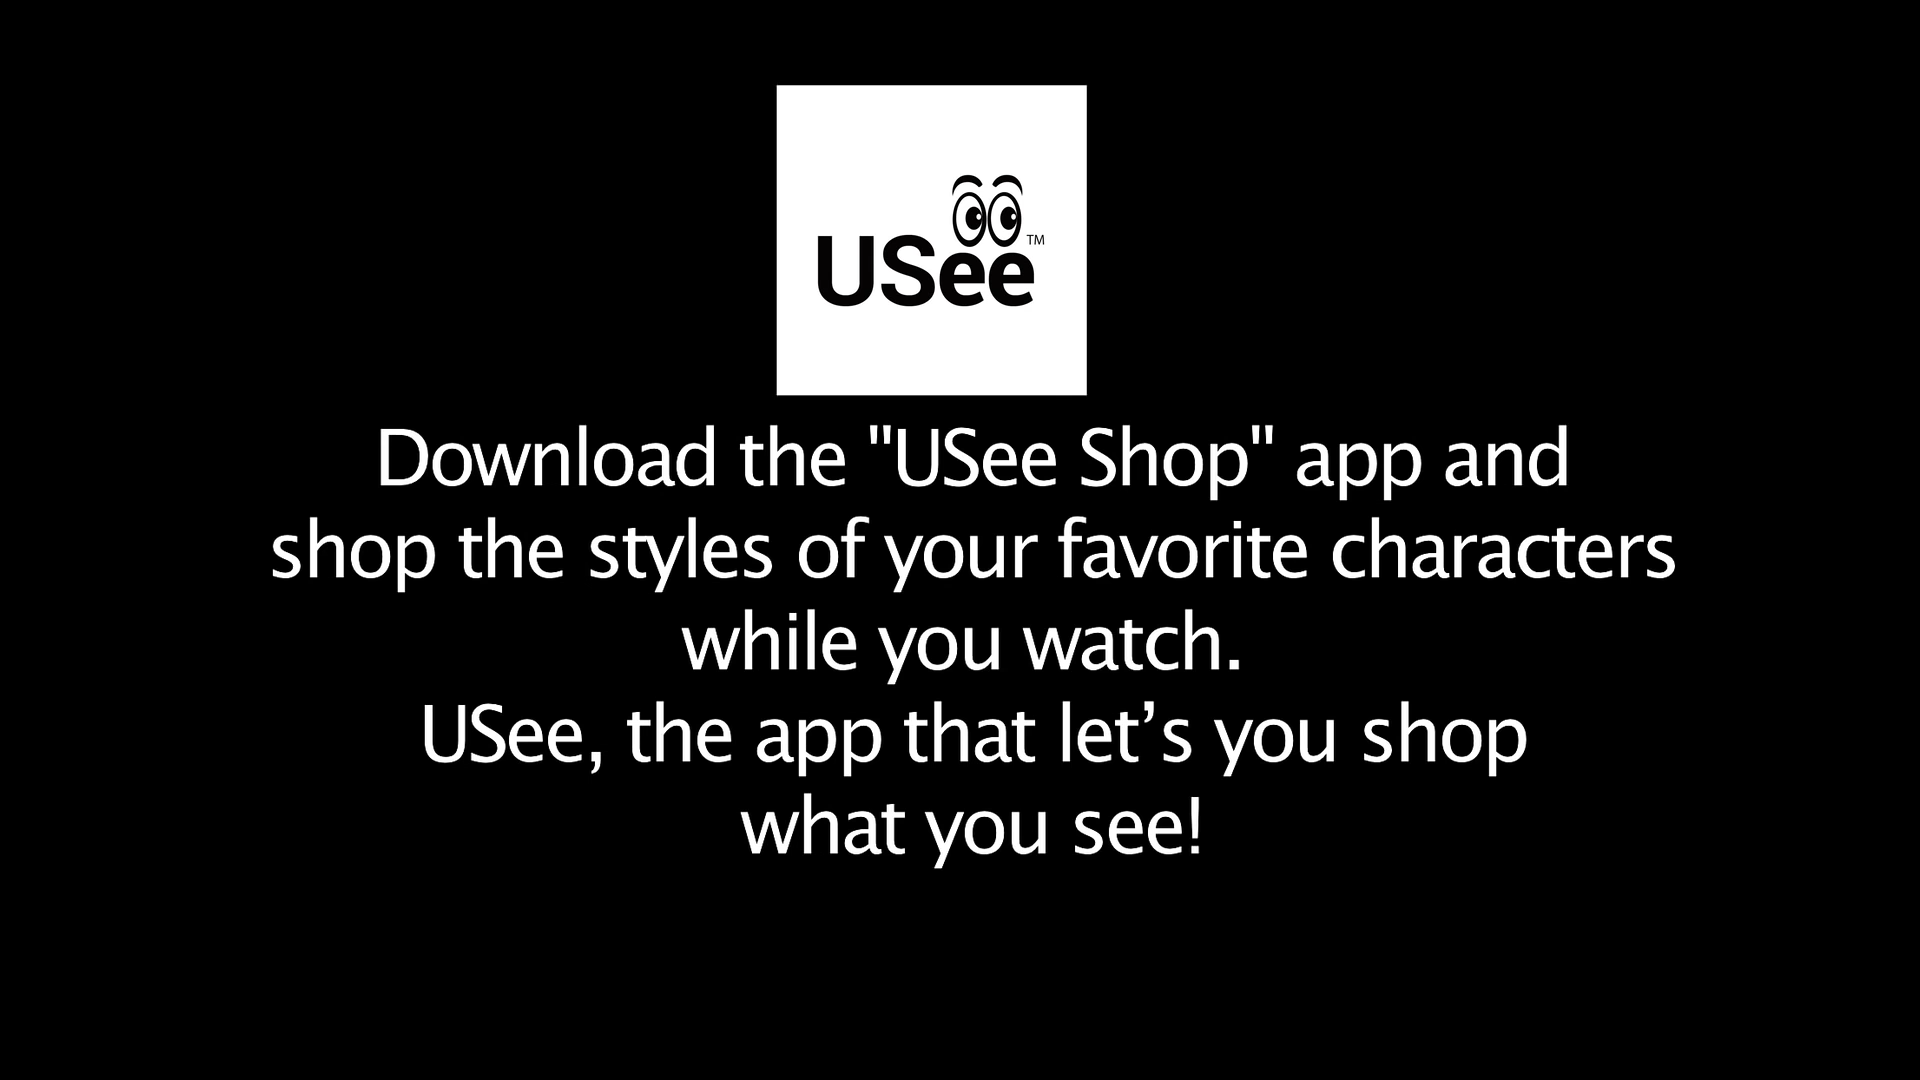 USee™
Download the "USee Shop" app and
shop the styles of your favorite characters
while you watch.
USee, the app that let’s you shop
what you see!